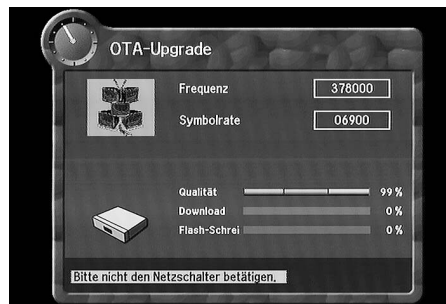 OTA-Upgrade
Frequenz 378000
Symbolrate 06900
Qualität 99 %
Download 0 %
Flash-Schrei 0 %
Bitte nicht den Netzschalter betätigen.